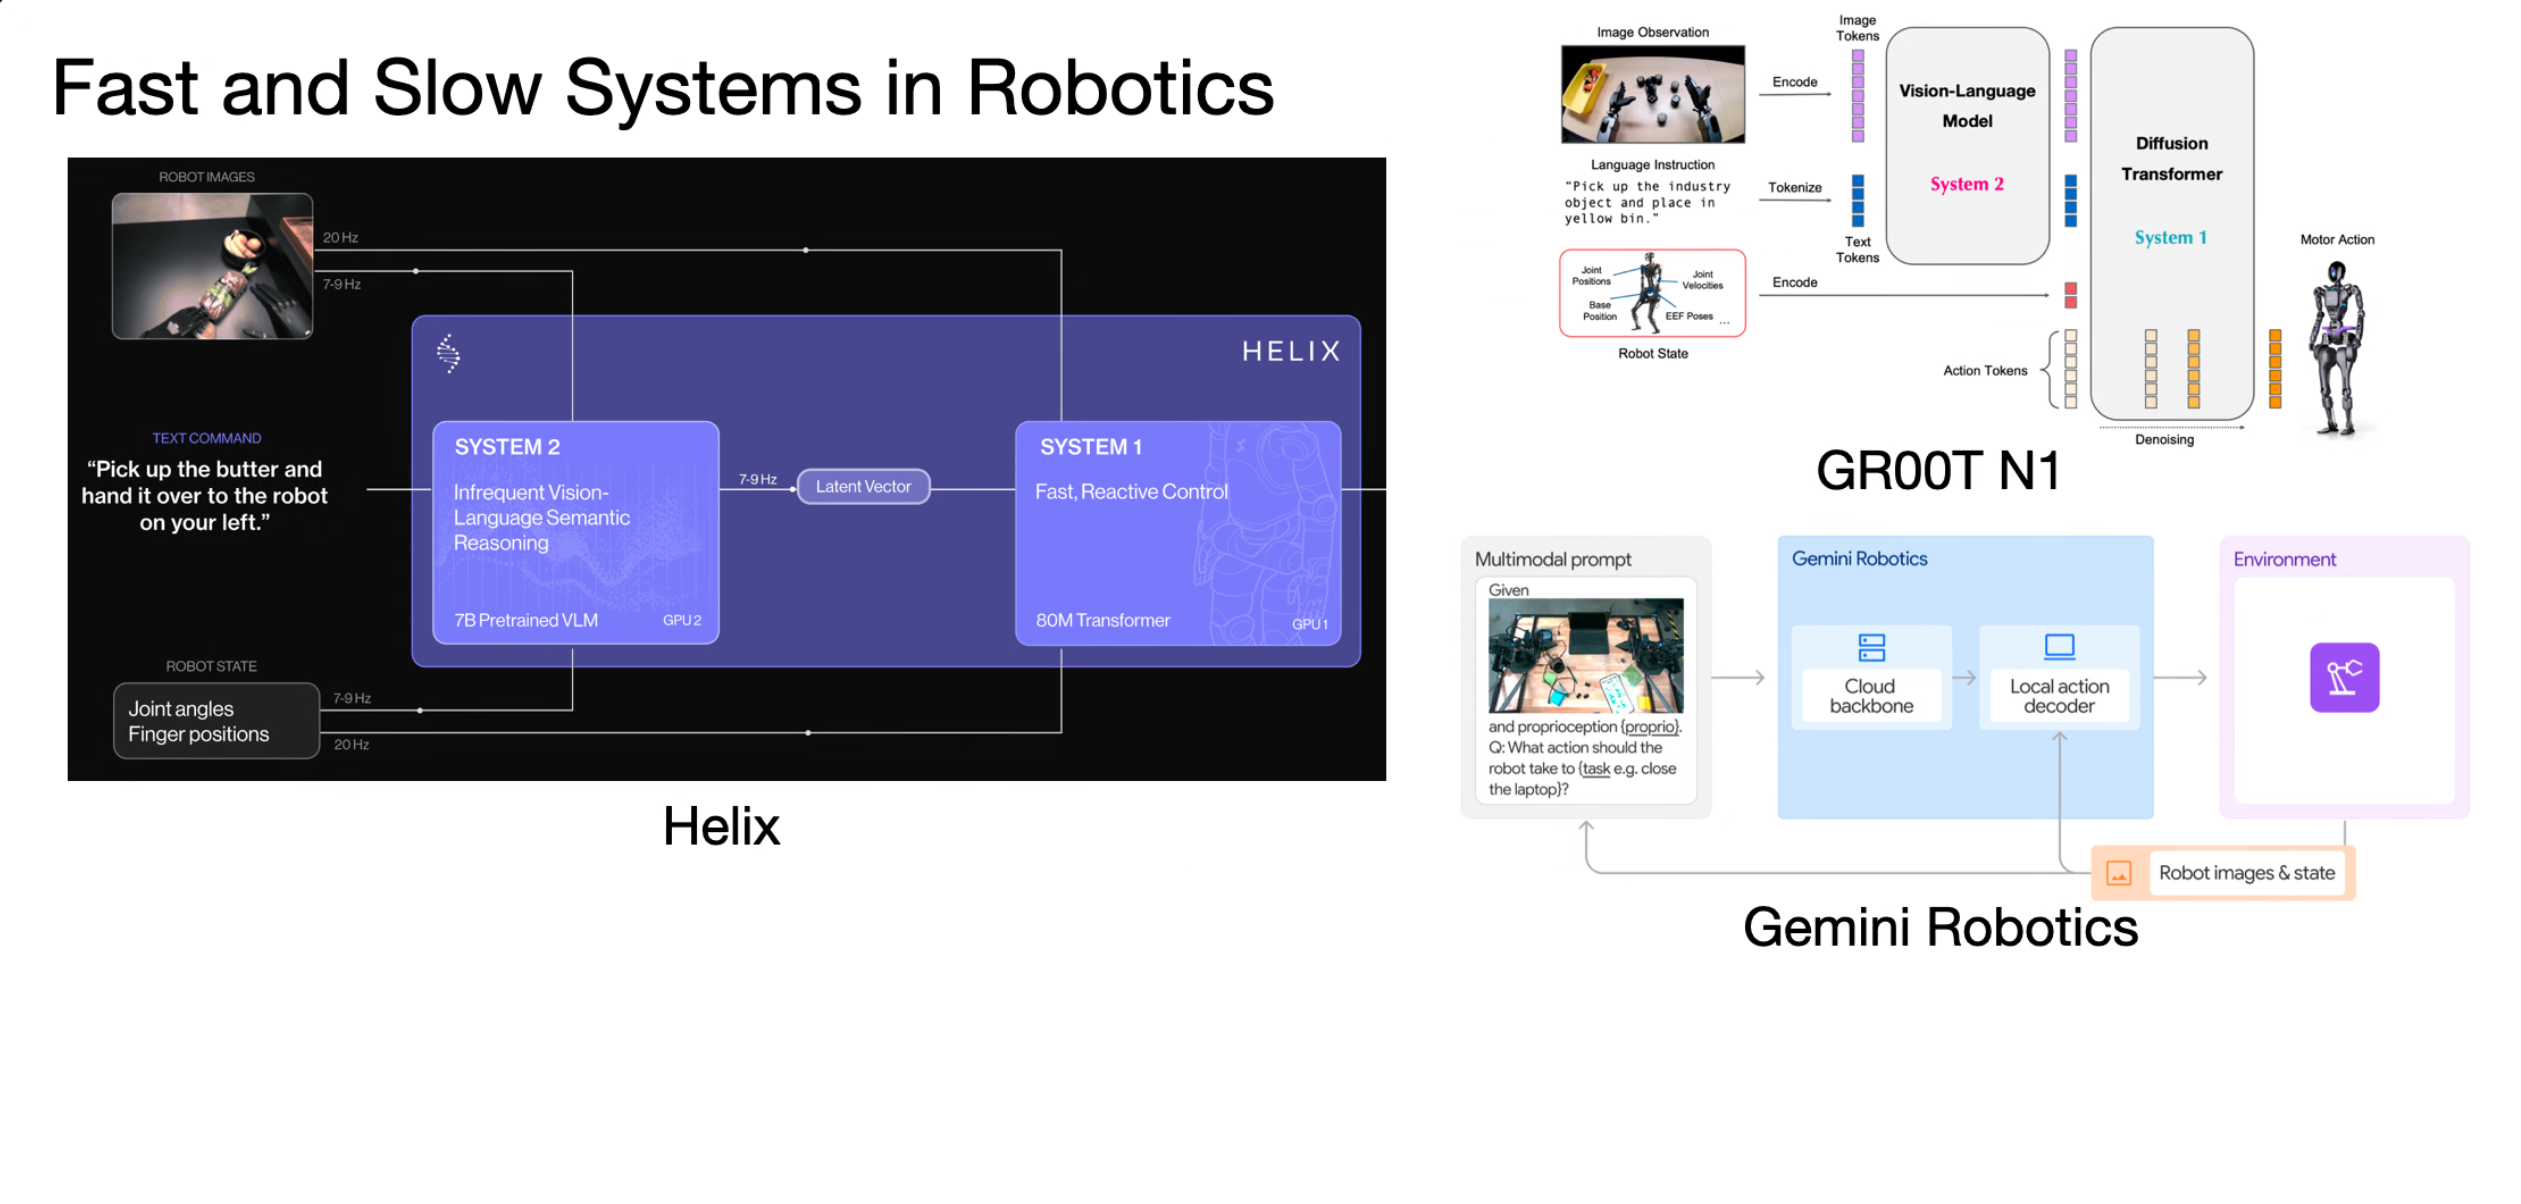 Fast and Slow Systems in Robotics
ROBOT IMAGES
20 Hz
7-9 Hz
HELIX
TEXT COMMAND
“Pick up the butter and
hand it over to the robot
on your left.”
SYSTEM 2
Infrequent Vision-
Language Semantic
Reasoning
7B Pretrained VLM
GPU 2
7-9 Hz
Latent Vector
SYSTEM 1
Fast, Reactive Control
80M Transformer
GPU 1
ROBOT STATE
Joint angles
Finger positions
7-9 Hz
20 Hz
Helix
Image Observation
Encode
Image
Tokens
Vision-Language
Model
System 2
Language Instruction
"Pick up the industry
object and place in
yellow bin."
Tokenize
Text
Tokens
Diffusion
Transformer
System 1
Motor Action
Joint
Positions
Joint
Velocities
Base
Position
EEF Poses ...
Robot State
Encode
Action Tokens
Denoising
GR00T N1
Multimodal prompt
Given
and proprioception {proprio}.
Q: What action should the
robot take to {task e.g. close
the laptop}?
Gemini Robotics
Cloud
backbone
Local action
decoder
Environment
Robot images & state
Gemini Robotics